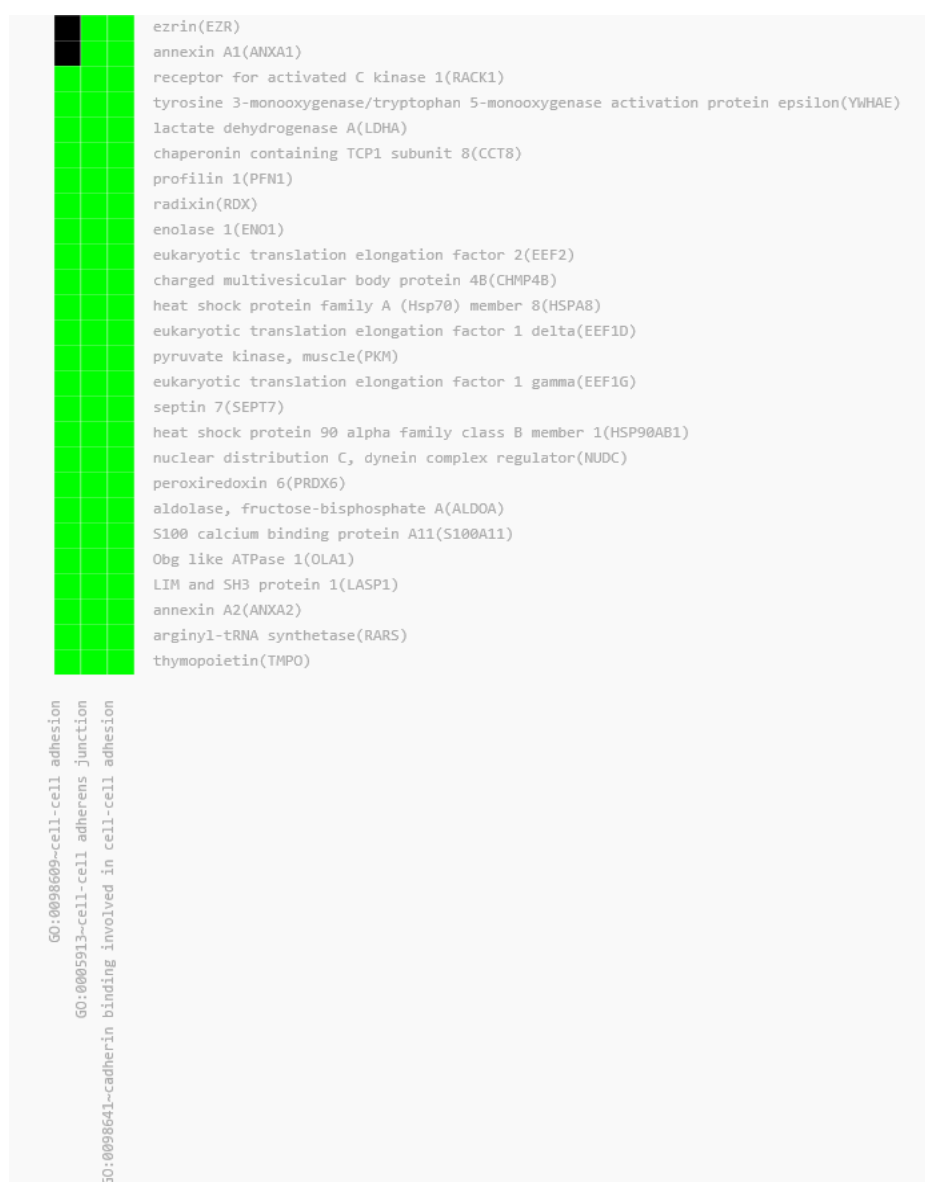 ezrin(EZR)
annexin A1(ANXA1)
receptor for activated C kinase 1(RACK1)
tyrosine 3-monooxygenase/tryptophan 5-monooxygenase activation protein epsilon(YWHAE)
lactate dehydrogenase A(LDHA)
chaperonin containing TCP1 subunit 8(CCT8)
profilin 1(PFN1)
radixin(RDX)
enolase 1(ENO1)
eukaryotic translation elongation factor 2(EEF2)
charged multivesicular body protein 4B(CHMP4B)
heat shock protein family A (Hsp70) member 8(HSPA8)
eukaryotic translation elongation factor 1 delta(EEF1D)
pyruvate kinase, muscle(PKM)
eukaryotic translation elongation factor 1 gamma(EEF1G)
septin 7(SEPT7)
heat shock protein 90 alpha family class B member 1(HSP90AB1)
nuclear distribution C, dynein complex regulator(NUDC)
peroxiredoxin 6(PRDX6)
aldolase, fructose-bisphosphate A(ALDOA)
S100 calcium binding protein A11(S100A11)
Obg like ATPase 1(OLA1)
LIM and SH3 protein 1(LASP1)
annexin A2(ANXA2)
arginyl-tRNA synthetase(RARS)
thymopoietin(TMPO)
GO:0098609~cell-cell adhesion
GO:0005913~cell-cell adherens junction
GO:0098641~cadherin binding involved in cell-cell adhesion